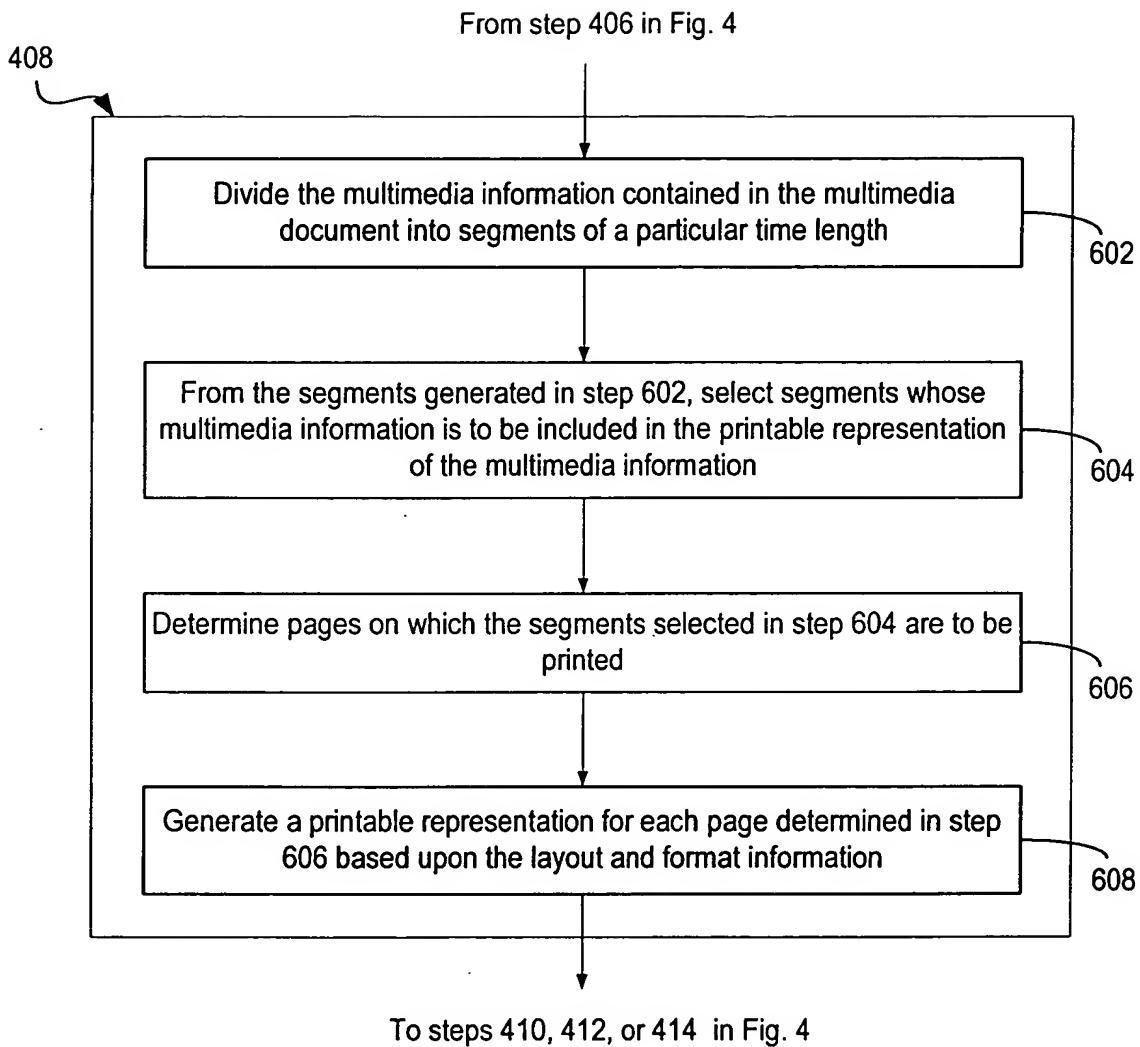 From step 406 in Fig. 4
408
Divide the multimedia information contained in the multimedia
document into segments of a particular time length
602
From the segments generated in step 602, select segments whose
multimedia information is to be included in the printable representation
of the multimedia information
604
Determine pages on which the segments selected in step 604 are to be
printed
606
Generate a printable representation for each page determined in step
606 based upon the layout and format information
608
To steps 410, 412, or 414 in Fig. 4